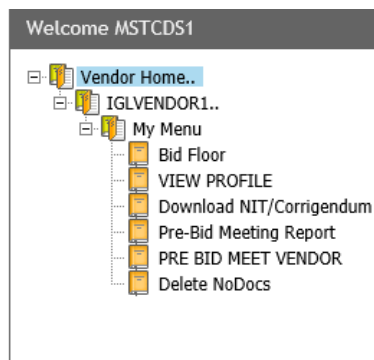 Welcome MSTCDS1
Vendor Home..
IGLVENDOR1..
My Menu
Bid Floor
VIEW PROFILE
Download NIT/Corrigendum
Pre-Bid Meeting Report
PRE BID MEET VENDOR
Delete NoDocs